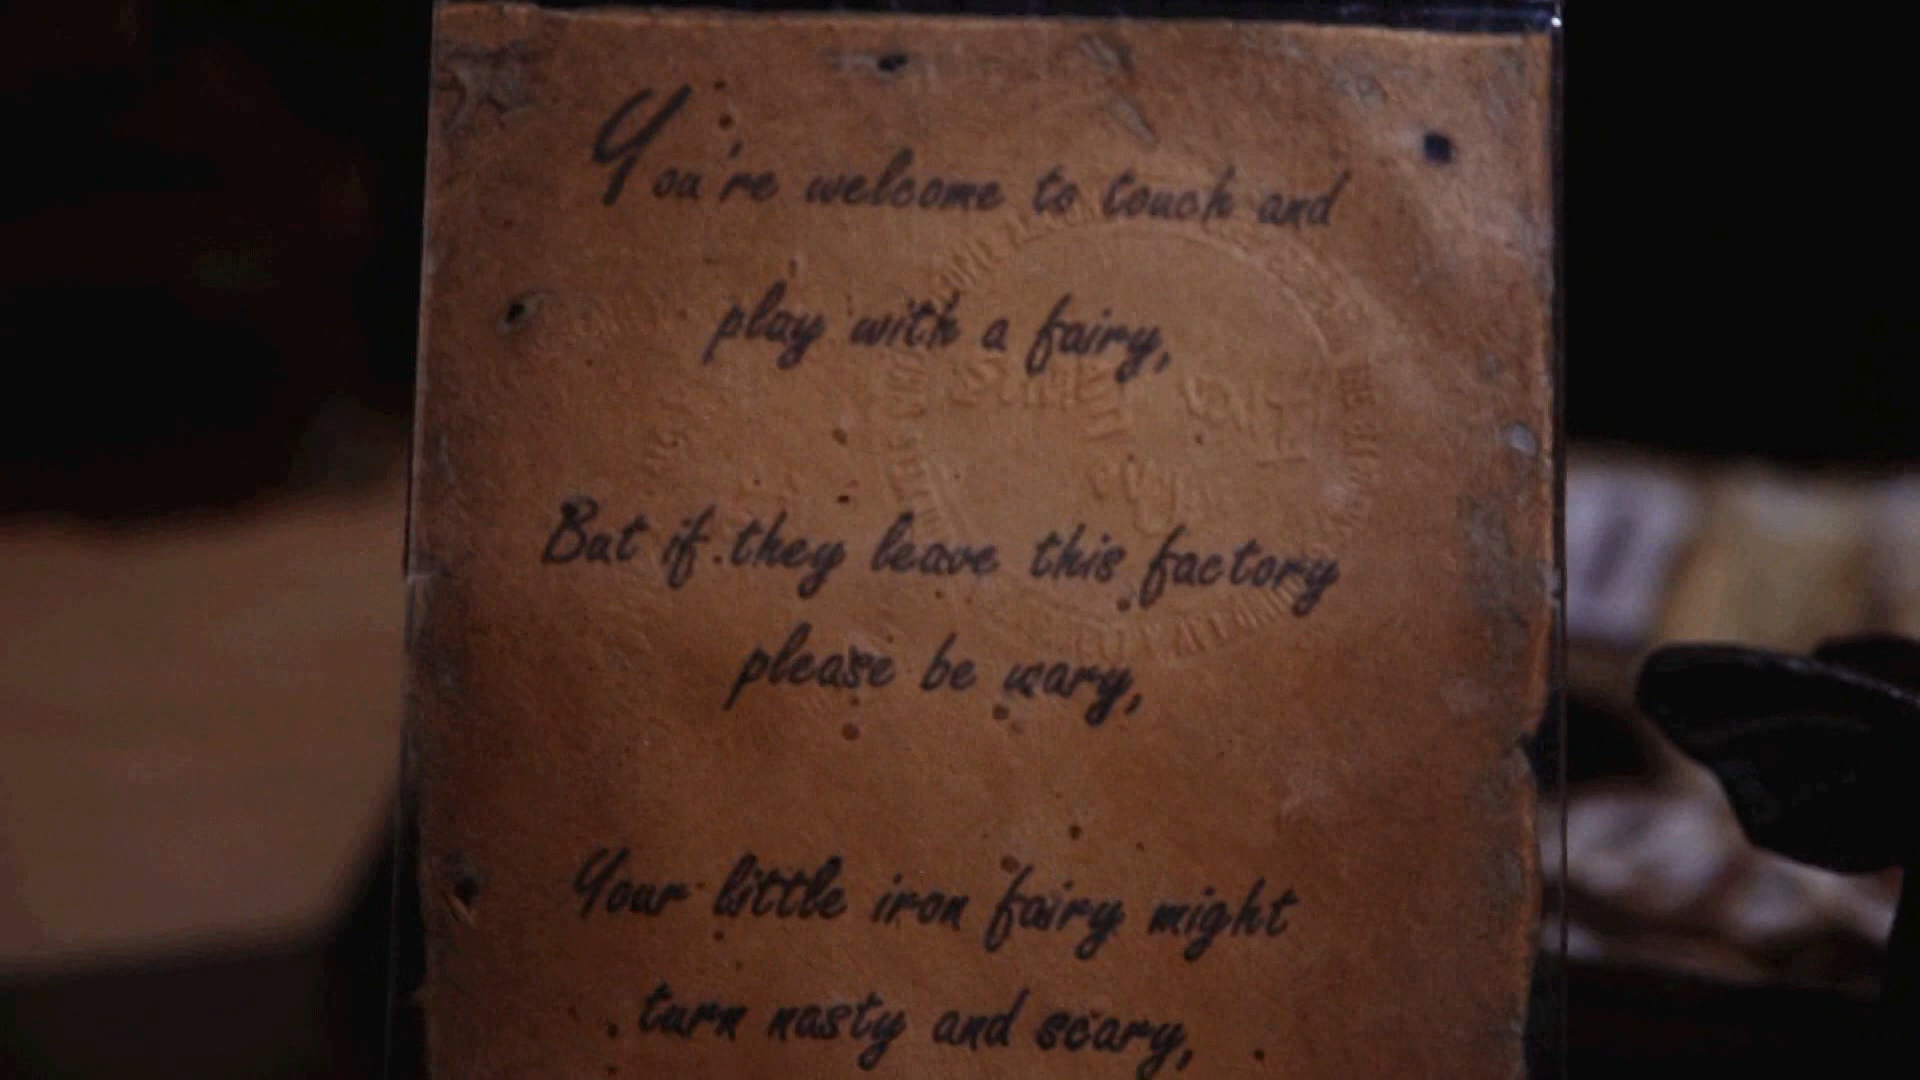 You're welcome to touch and
play with a fairy,
But if they leave this factory
please be wary,
Your little iron fairy might
turn nasty and scary,